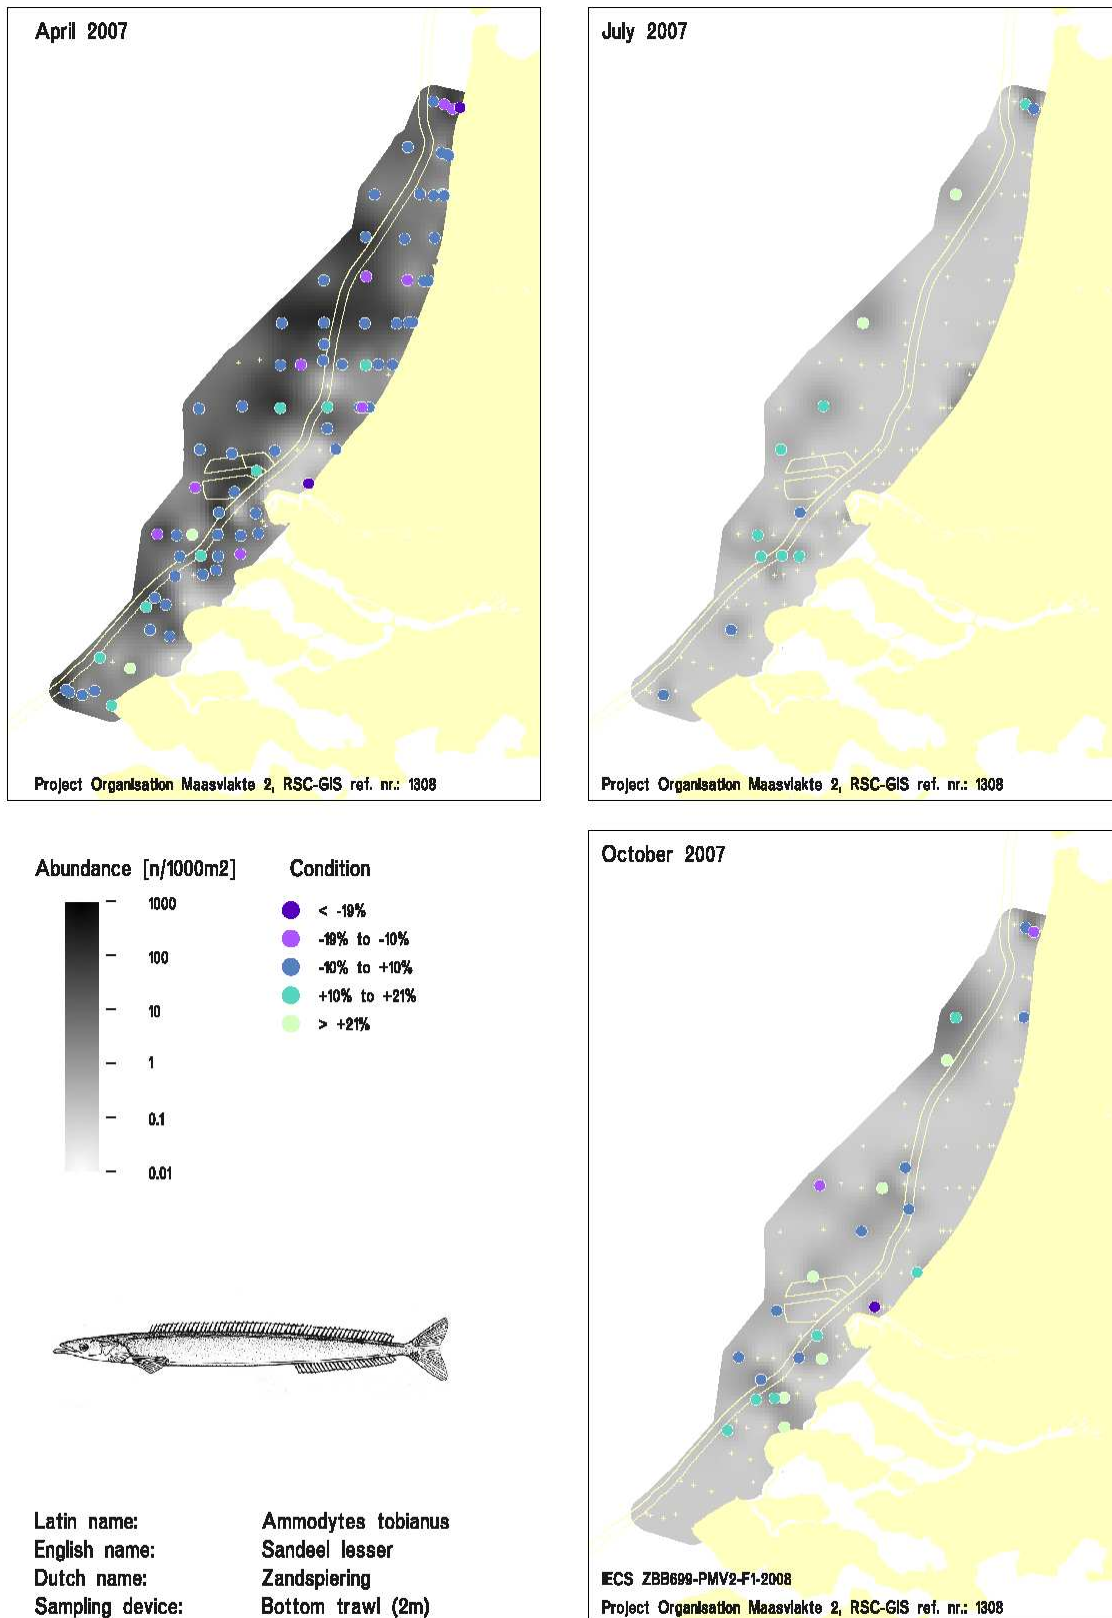 April 2007
Project Organisation Maasvlakte 2, RSC-GIS ref. nr.: 1308
July 2007
Project Organisation Maasvlakte 2, RSC-GIS ref. nr.: 1308
Abundance [n/1000m2]
1000
100
10
1
0.1
0.01
Condition
< -19%
-19% to -10%
-10% to +10%
+10% to +21%
> +21%
October 2007
IECS ZBB699-PMV2-F1-2008
Project Organisation Maasvlakte 2, RSC-GIS ref. nr.: 1308
Latin name: Ammodytes tobianus
English name: Sandeel lesser
Dutch name: Zandspiering
Sampling device: Bottom trawl (2m)